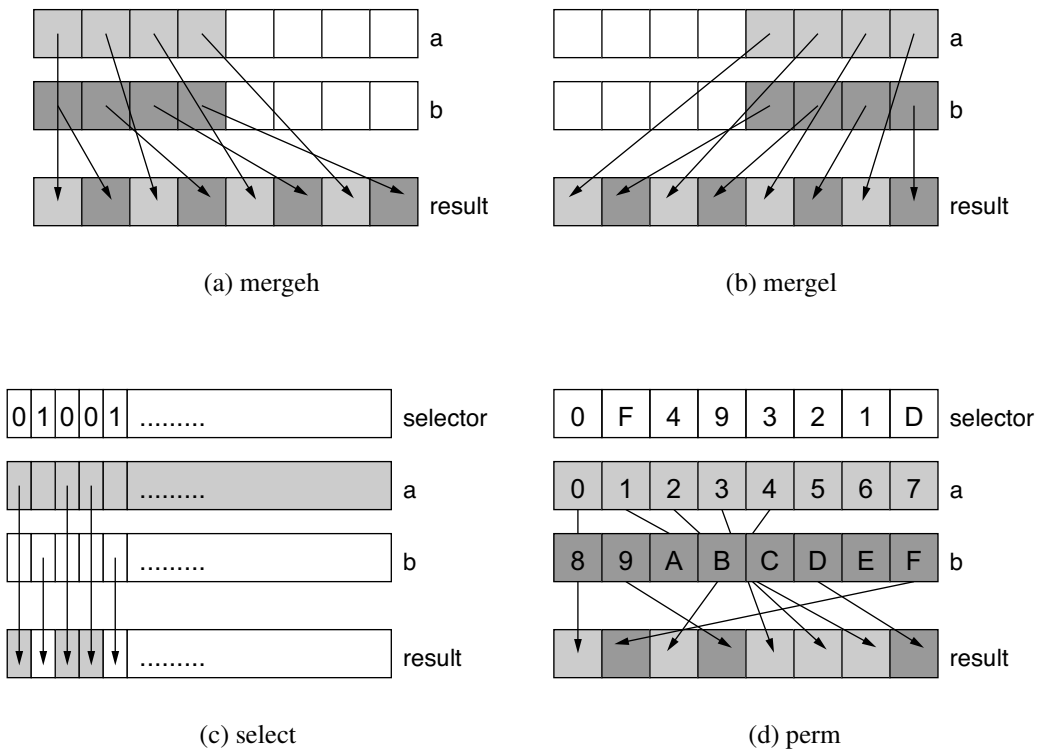 a
a
b
b
result
result
(a) mergeh
(b) mergel
0 1 0 0 1 .........
selector
0 F 4 9 3 2 1 D
selector
.........
a
0 1 2 3 4 5 6 7
a
.........
b
8 9 A B C D E F
b
.........
result
result
(c) select
(d) perm